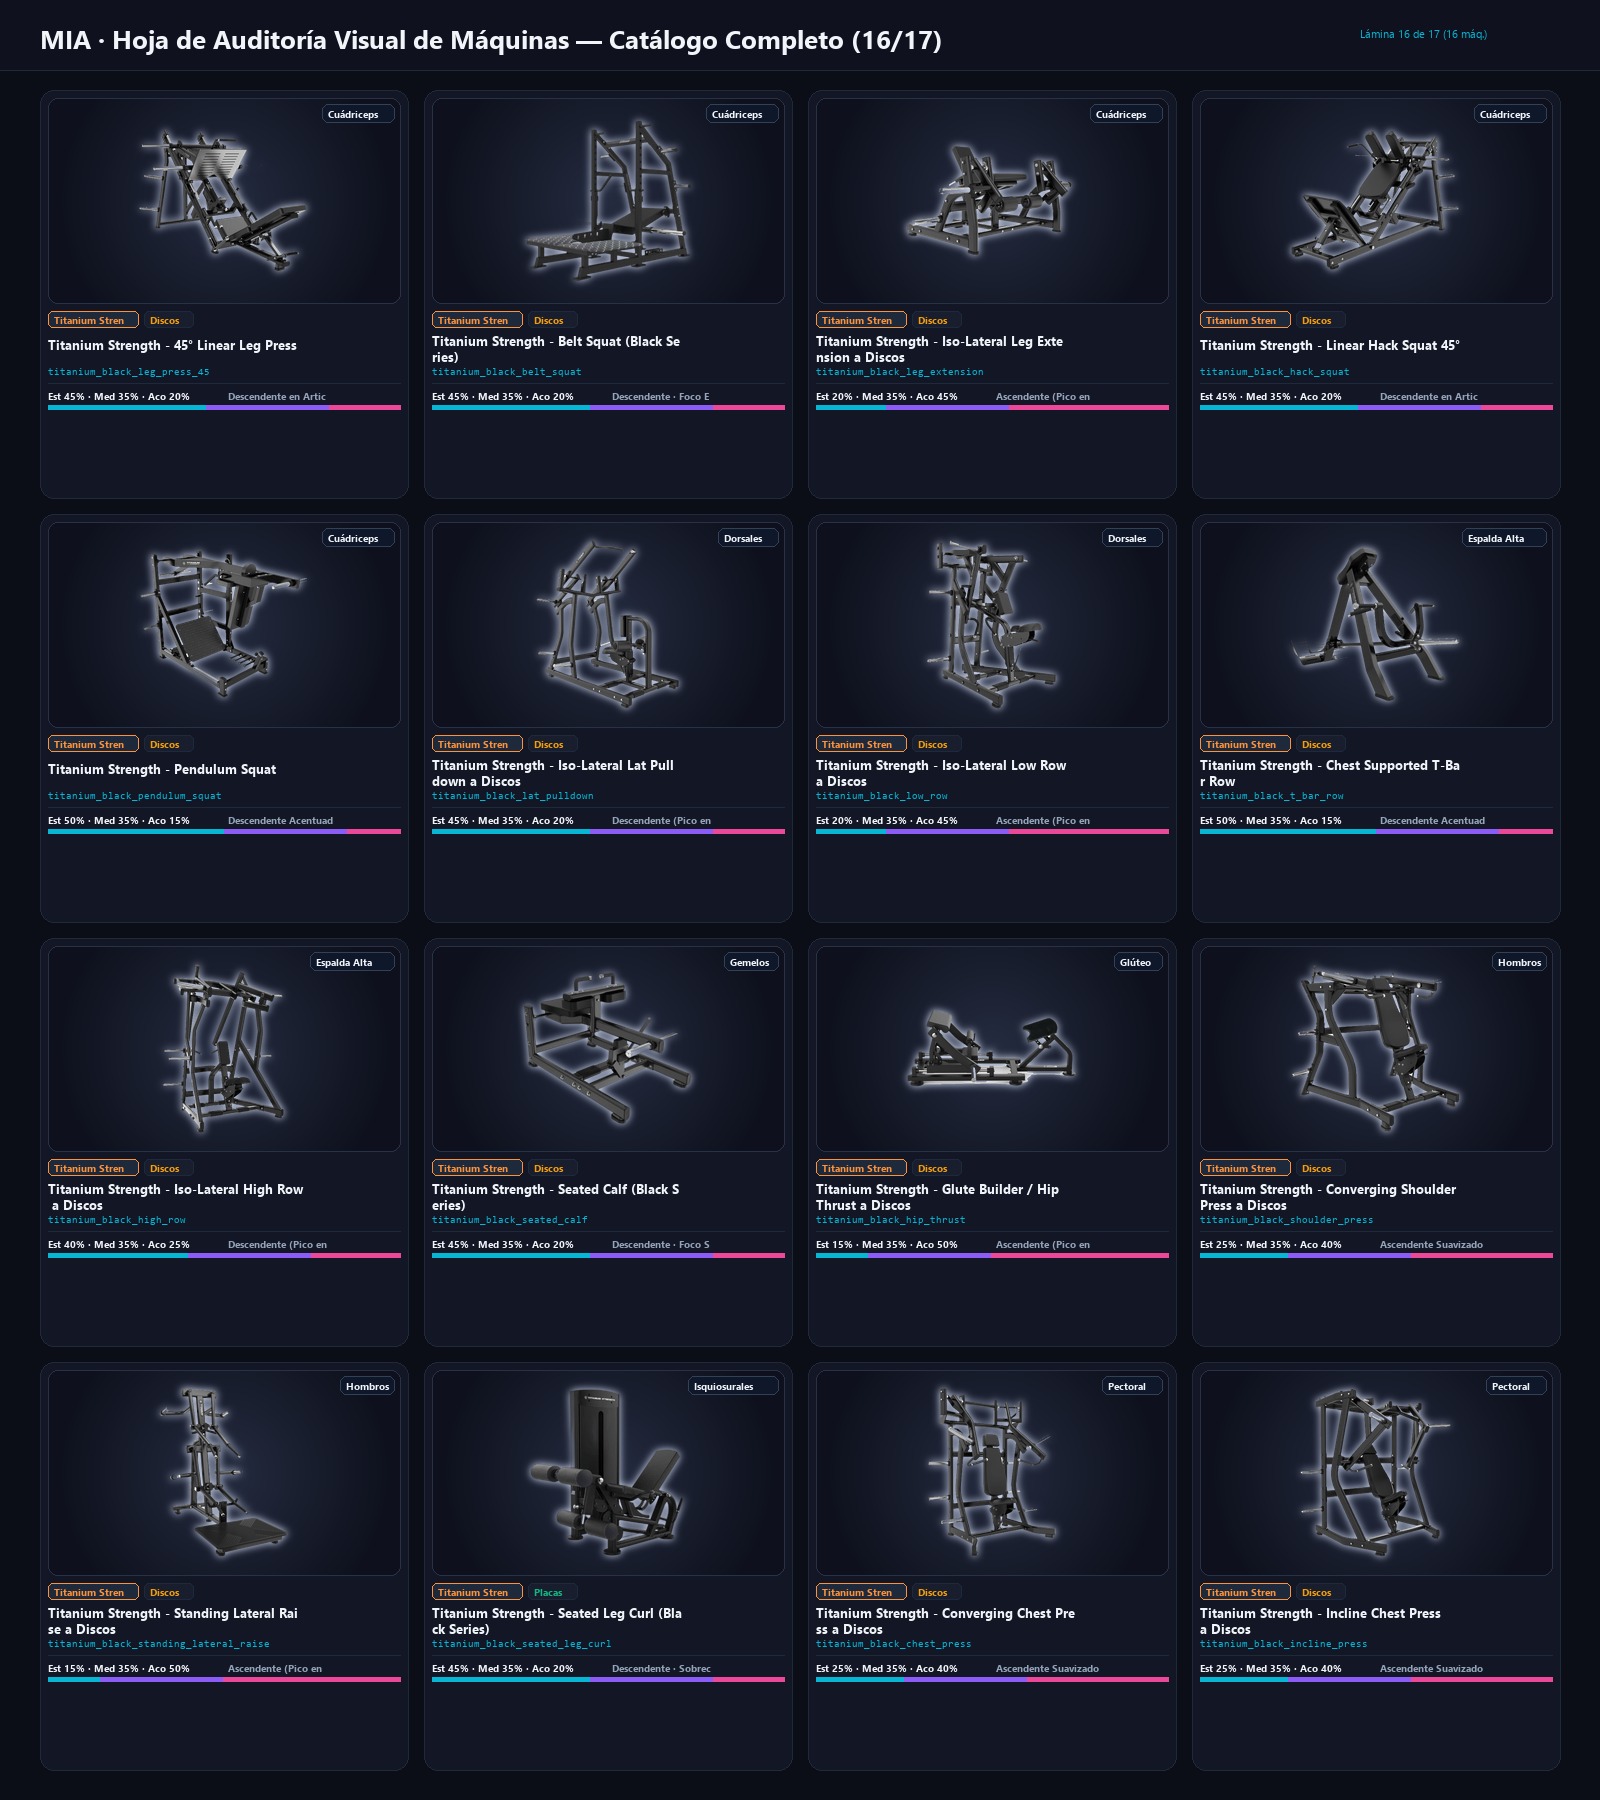 MIA · Hoja de Auditoría Visual de Máquinas — Catálogo Completo (16/17)
Lámina 16 de 17 (16 máq.)
Cuádriceps
Titanium Stren
Discos
Titanium Strength - 45° Linear Leg Press
titanium_black_leg_press_45
Est 45% · Med 35% · Aco 20%
Descendente en Artic
Cuádriceps
Titanium Stren
Discos
Titanium Strength - Belt Squat (Black Se
ries)
titanium_black_belt_squat
Est 45% · Med 35% · Aco 20%
Descendente · Foco E
Cuádriceps
Titanium Stren
Discos
Titanium Strength - Iso-Lateral Leg Exte
nsion a Discos
titanium_black_leg_extension
Est 20% · Med 35% · Aco 45%
Ascendente (Pico en
Cuádriceps
Titanium Stren
Discos
Titanium Strength - Linear Hack Squat 45°
titanium_black_hack_squat
Est 45% · Med 35% · Aco 20%
Descendente en Artic
Cuádriceps
Titanium Stren
Discos
Titanium Strength - Pendulum Squat
titanium_black_pendulum_squat
Est 50% · Med 35% · Aco 15%
Descendente Acentuad
Dorsales
Titanium Stren
Discos
Titanium Strength - Iso-Lateral Lat Pull
down a Discos
titanium_black_lat_pulldown
Est 45% · Med 35% · Aco 20%
Descendente (Pico en
Dorsales
Titanium Stren
Discos
Titanium Strength - Iso-Lateral Low Row
a Discos
titanium_black_low_row
Est 20% · Med 35% · Aco 45%
Ascendente (Pico en
Espalda Alta
Titanium Stren
Discos
Titanium Strength - Chest Supported T-Ba
r Row
titanium_black_t_bar_row
Est 50% · Med 35% · Aco 15%
Descendente Acentuad
Espalda Alta
Titanium Stren
Discos
Titanium Strength - Iso-Lateral High Row
a Discos
titanium_black_high_row
Est 40% · Med 35% · Aco 25%
Descendente (Pico en
Gemelos
Titanium Stren
Discos
Titanium Strength - Seated Calf (Black S
eries)
titanium_black_seated_calf
Est 45% · Med 35% · Aco 20%
Descendente · Foco S
Glúteo
Titanium Stren
Discos
Titanium Strength - Glute Builder / Hip
Thrust a Discos
titanium_black_hip_thrust
Est 15% · Med 35% · Aco 50%
Ascendente (Pico en
Hombros
Titanium Stren
Discos
Titanium Strength - Converging Shoulder
Press a Discos
titanium_black_shoulder_press
Est 25% · Med 35% · Aco 40%
Ascendente Suavizado
Hombros
Titanium Stren
Discos
Titanium Strength - Standing Lateral Rai
se a Discos
titanium_black_standing_lateral_raise
Est 15% · Med 35% · Aco 50%
Ascendente (Pico en
Isquiosurales
Titanium Stren
Placas
Titanium Strength - Seated Leg Curl (Bla
ck Series)
titanium_black_seated_leg_curl
Est 45% · Med 35% · Aco 20%
Descendente · Sobrec
Pectoral
Titanium Stren
Discos
Titanium Strength - Converging Chest Pre
ss a Discos
titanium_black_chest_press
Est 25% · Med 35% · Aco 40%
Ascendente Suavizado
Pectoral
Titanium Stren
Discos
Titanium Strength - Incline Chest Press
a Discos
titanium_black_incline_press
Est 25% · Med 35% · Aco 40%
Ascendente Suavizado